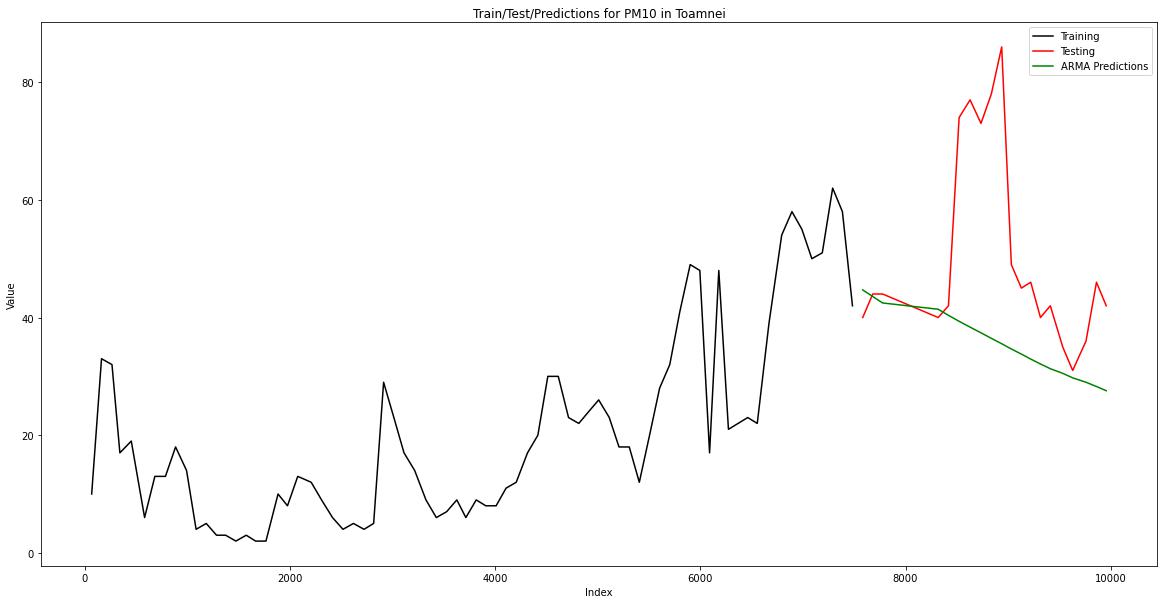 Train/Test/Predictions for PM10 in Toamnei
Training
Testing
ARMA Predictions
Value
80
60
40
20
0
0 2000 4000 6000 8000 10000
Index